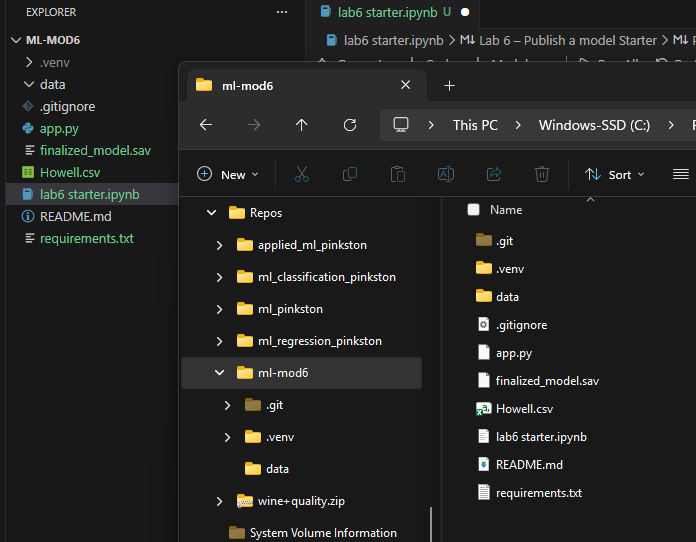 EXPLORER
ML-MOD6
.venv
data
.gitignore
app.py
finalized_model.sav
Howell.csv
lab6 starter.ipynb
README.md
requirements.txt
lab6 starter.ipynb U
lab6 starter.ipynb > M↓ Lab 6 – Publish a model Starter > M↓
ml-mod6
This PC > Windows-SSD (C:) >
New
Sort
Repos
applied_ml_pinkston
ml_classification_pinkston
ml_pinkston
ml_regression_pinkston
ml-mod6
.git
.venv
data
wine+quality.zip
System Volume Information
Name
.git
.venv
data
.gitignore
app.py
finalized_model.sav
Howell.csv
lab6 starter.ipynb
README.md
requirements.txt